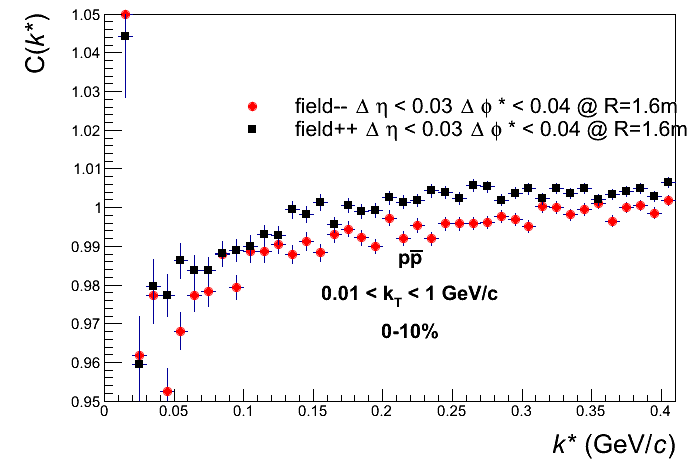 C(k*)
1.05
1.04
1.03
1.02
1.01
1
0.99
0.98
0.97
0.96
0.95
field-- Δ η < 0.03 Δ ϕ * < 0.04 @ R=1.6m
field++ Δ η < 0.03 Δ ϕ * < 0.04 @ R=1.6m
pp̅
0.01 < kT < 1 GeV/c
0-10%
0 0.05 0.1 0.15 0.2 0.25 0.3 0.35 0.4
k* (GeV/c)